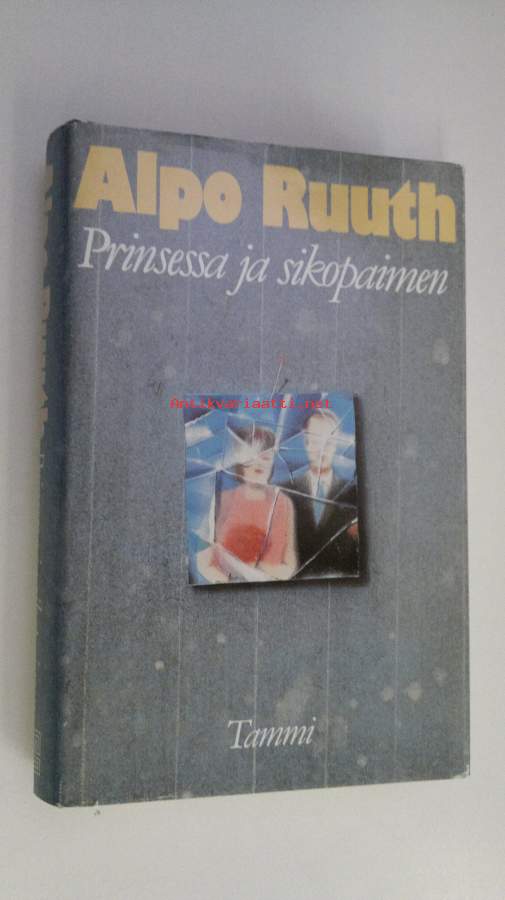 Alpo Ruuth
Prinsessa ja sikopaimen
Antikvariaatti.net
Tammi